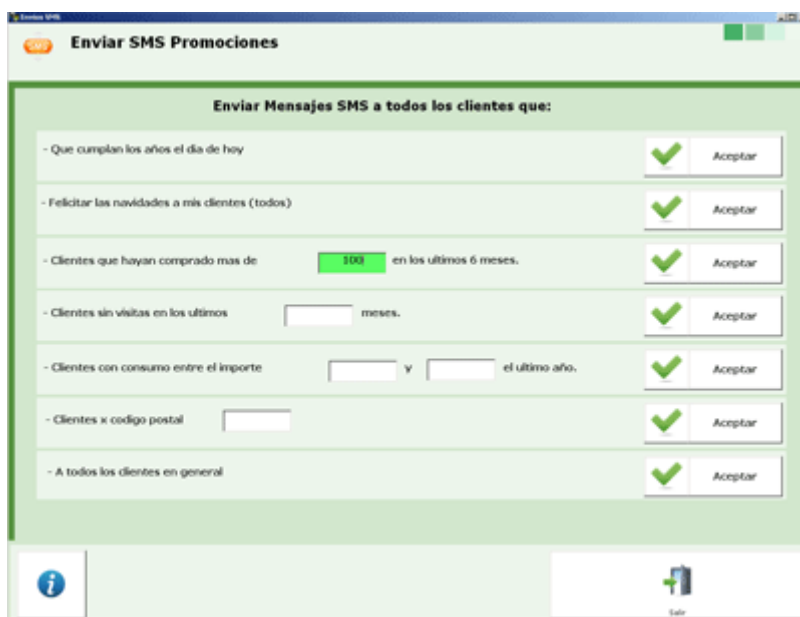 Envios SMS
SMS
Enviar SMS Promociones
Enviar Mensajes SMS a todos los clientes que:
- Que cumplan los años el dia de hoy
Aceptar
- Felicitar las navidades a mis clientes (todos)
Aceptar
- Clientes que hayan comprado mas de 100 en los ultimos 6 meses.
Aceptar
- Clientes sin visitas en los ultimos meses.
Aceptar
- Clientes con consumo entre el importe y el ultimo año.
Aceptar
- Clientes x codigo postal
Aceptar
- A todos los clientes en general
Aceptar
Salir